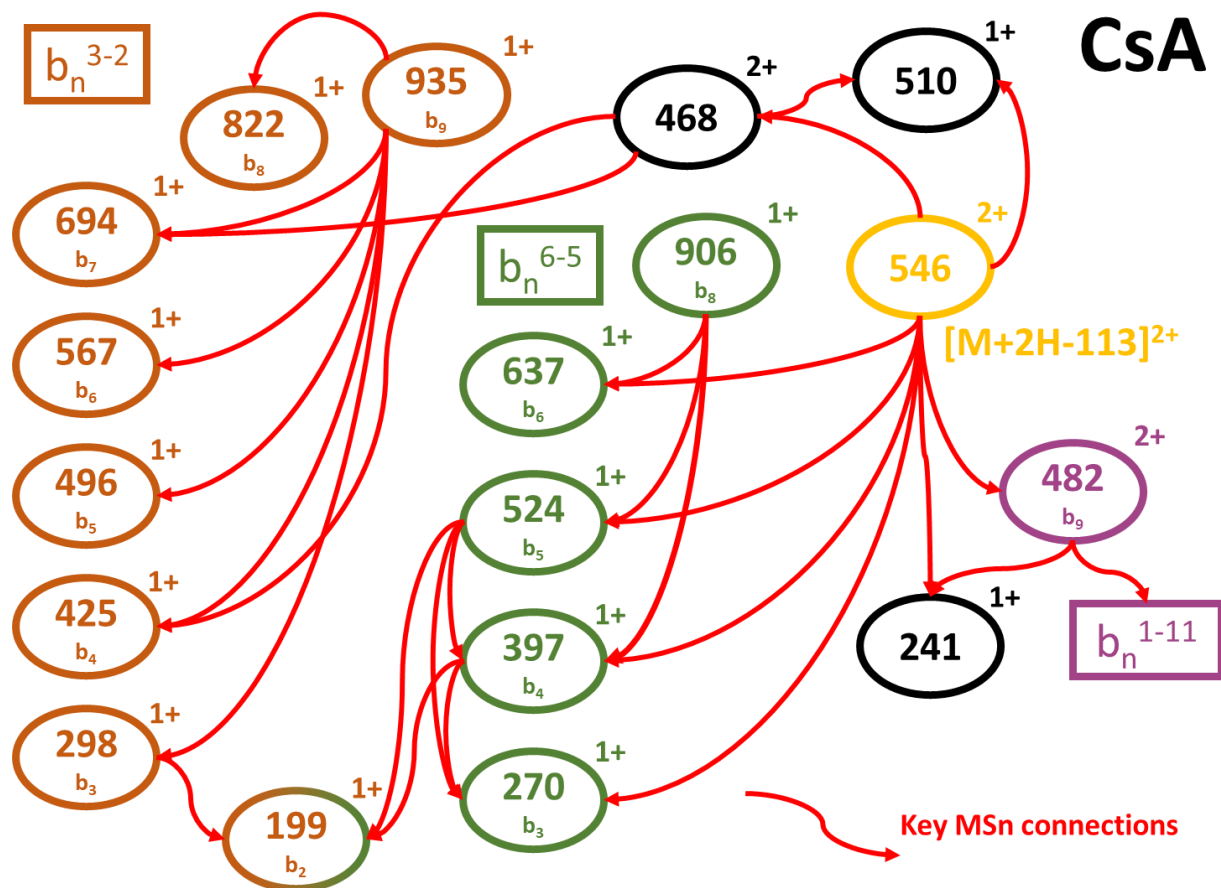 CsA
b_n^3-2
1+
822
b8
1+
935
b9
2+
468
1+
510
1+
694
b7
b_n^6-5
1+
906
b8
2+
546
[M+2H-113]2+
1+
567
b6
1+
637
b6
1+
496
b5
1+
524
b5
2+
482
b9
1+
425
b4
1+
397
b4
1+
241
b_n^1-11
1+
298
b3
1+
199
b2
1+
270
b3
Key MSn connections